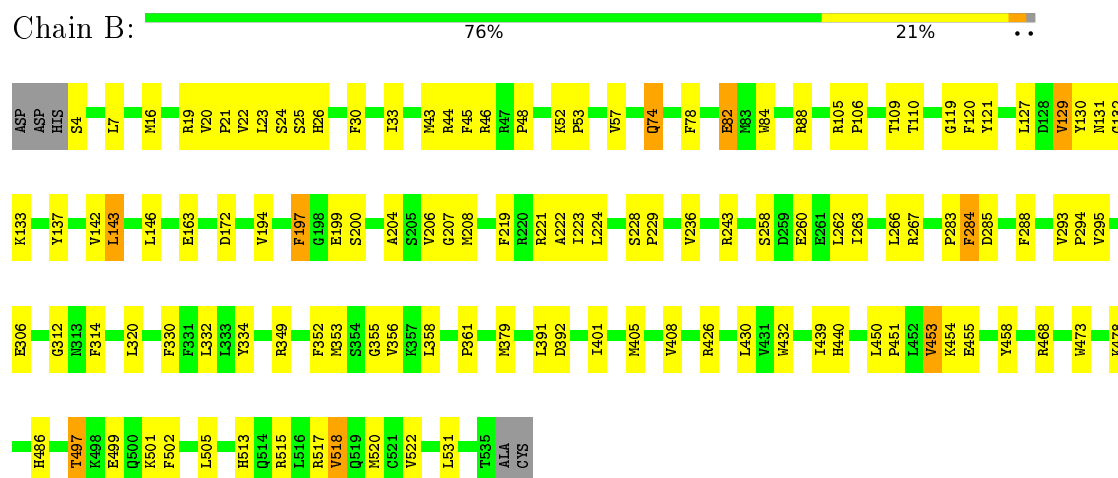 Chain B:
76% 21% • •
ASP ASP HIS S4 L7 M16 R19 V20 P21 V22 L23 S24 S25 H26 F30 I33 M43 R44 F45 R46 R47 P48 K52 P53 V57 Q74 F78 E82 M83 W84 R88 R105 P106 T109 T110 G119 F120 Y121 L127 D128 V129 Y130 N131 G132
K133 Y137 V142 L143 L146 E163 D172 V194 F197 G198 E199 S200 A204 S205 V206 G207 M208 F219 R220 R221 A222 I223 L224 S228 P229 V236 R243 S258 D259 E260 E261 L262 I263 L266 R267 P283 F284 D285 F288 V293 P294 V295
E306 G312 N313 F314 L320 F330 F331 L332 L333 Y334 R349 F352 M353 S354 G355 V356 K357 L358 P361 M379 L391 D392 I401 M405 V408 R426 L430 V431 W432 I439 H440 L450 P451 L452 V453 K454 E455 Y458 R468 W473
H486 T497 K498 E499 Q500 K501 F502 L505 H513 Q514 R515 L516 R517 V518 Q519 M520 C521 V522 L531 T535 ALA CYS